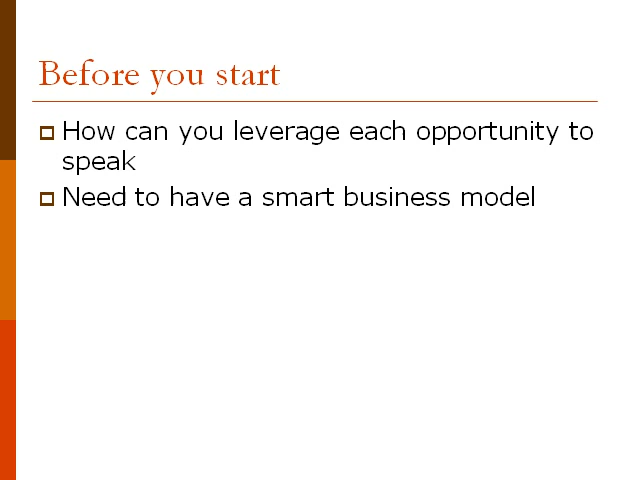 Before you start
How can you leverage each opportunity to
speak
Need to have a smart business model